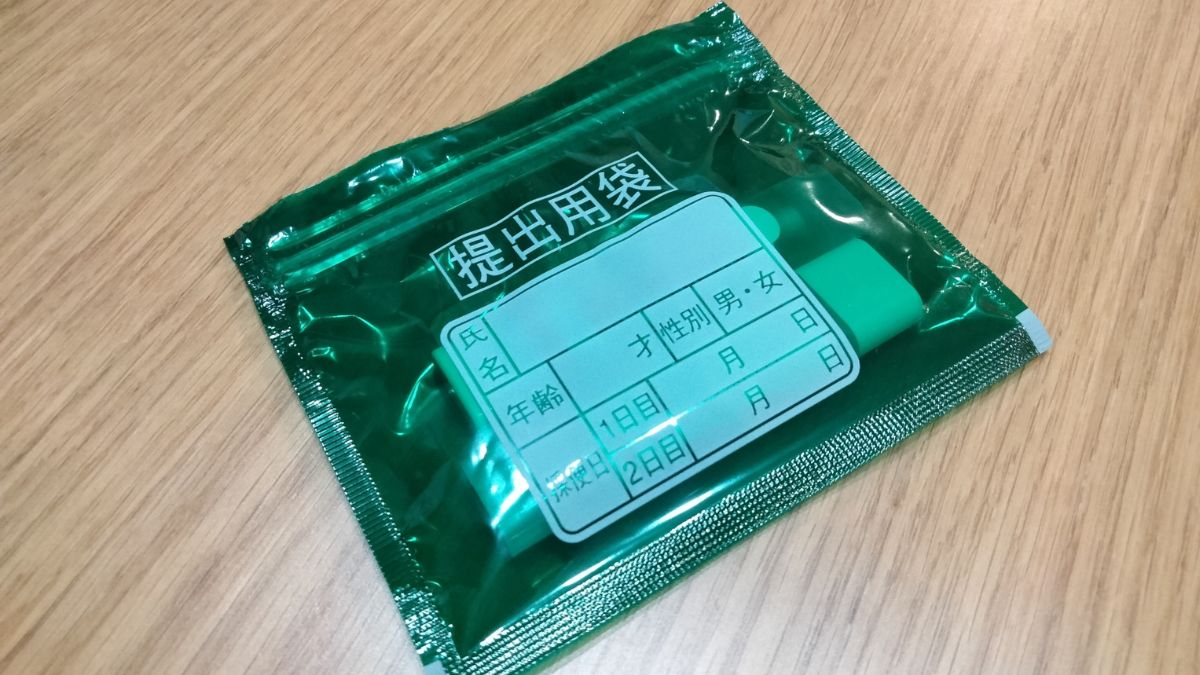 提出用袋
氏名
年齢 才 性別 男・女
採便日 1日目 月 日
2日目 月 日